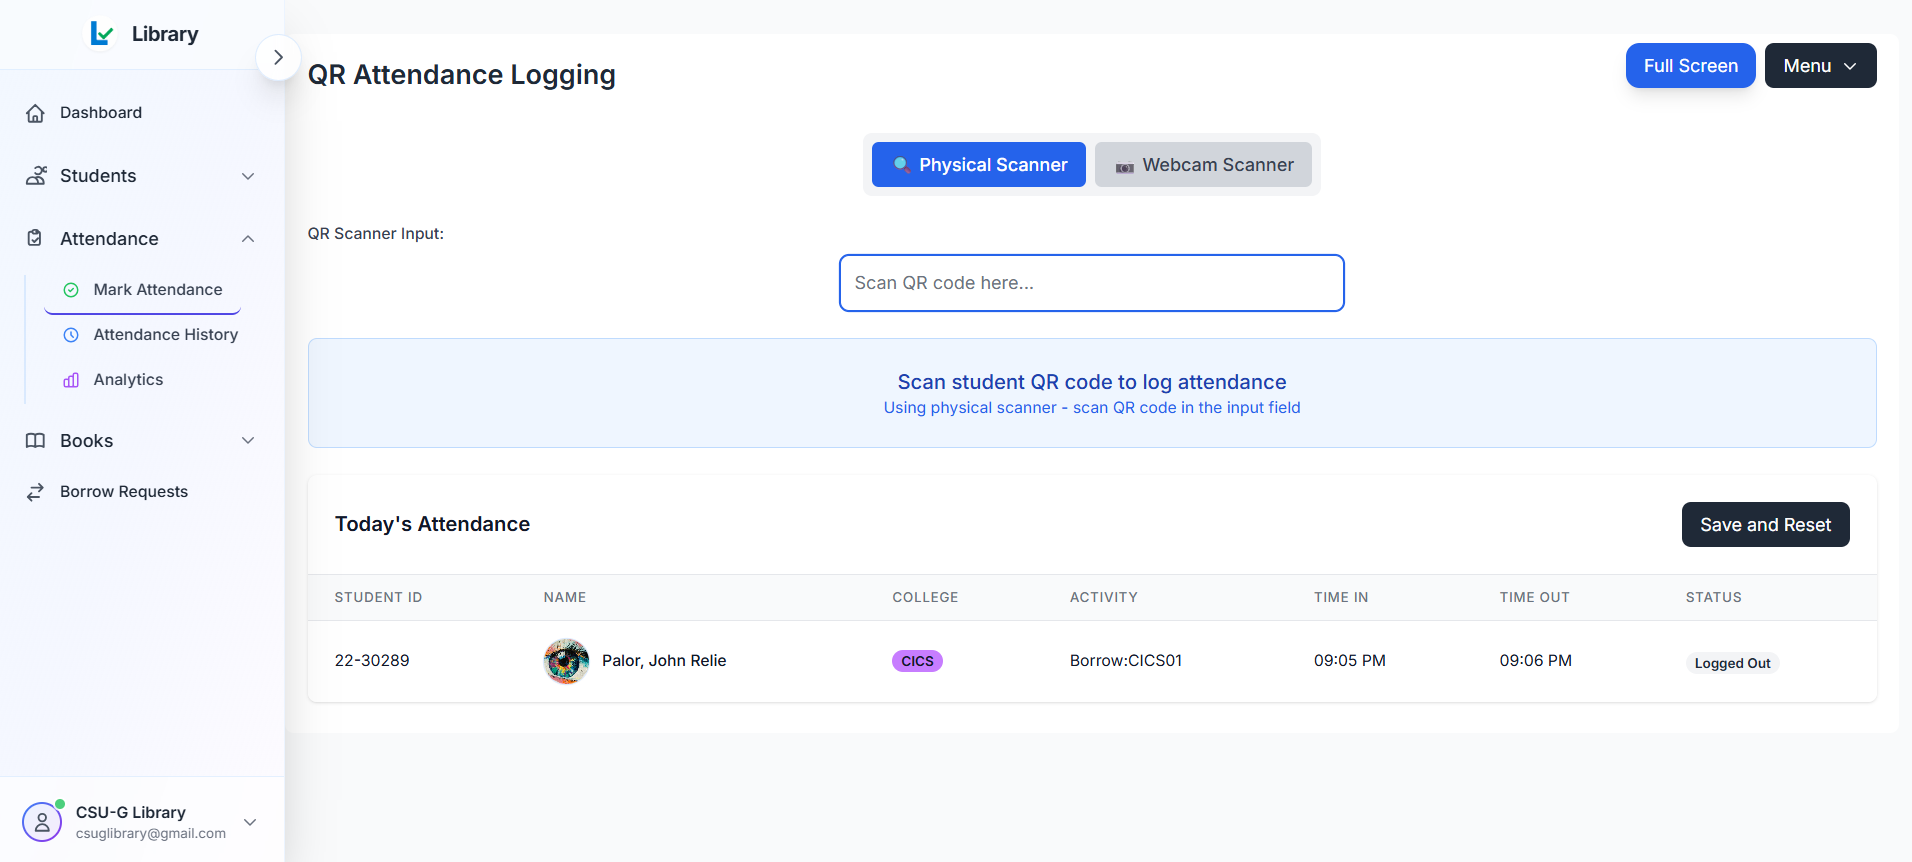 Library
Dashboard
Students
Attendance
Mark Attendance
Attendance History
Analytics
Books
Borrow Requests
CSU-G Library
csuglibrary@gmail.com
QR Attendance Logging
Full Screen
Menu
Physical Scanner
Webcam Scanner
QR Scanner Input:
Scan QR code here...
Scan student QR code to log attendance
Using physical scanner - scan QR code in the input field
Today's Attendance
Save and Reset
STUDENT ID NAME COLLEGE ACTIVITY TIME IN TIME OUT STATUS
22-30289 Palor, John Relie CICS Borrow:CICS01 09:05 PM 09:06 PM Logged Out